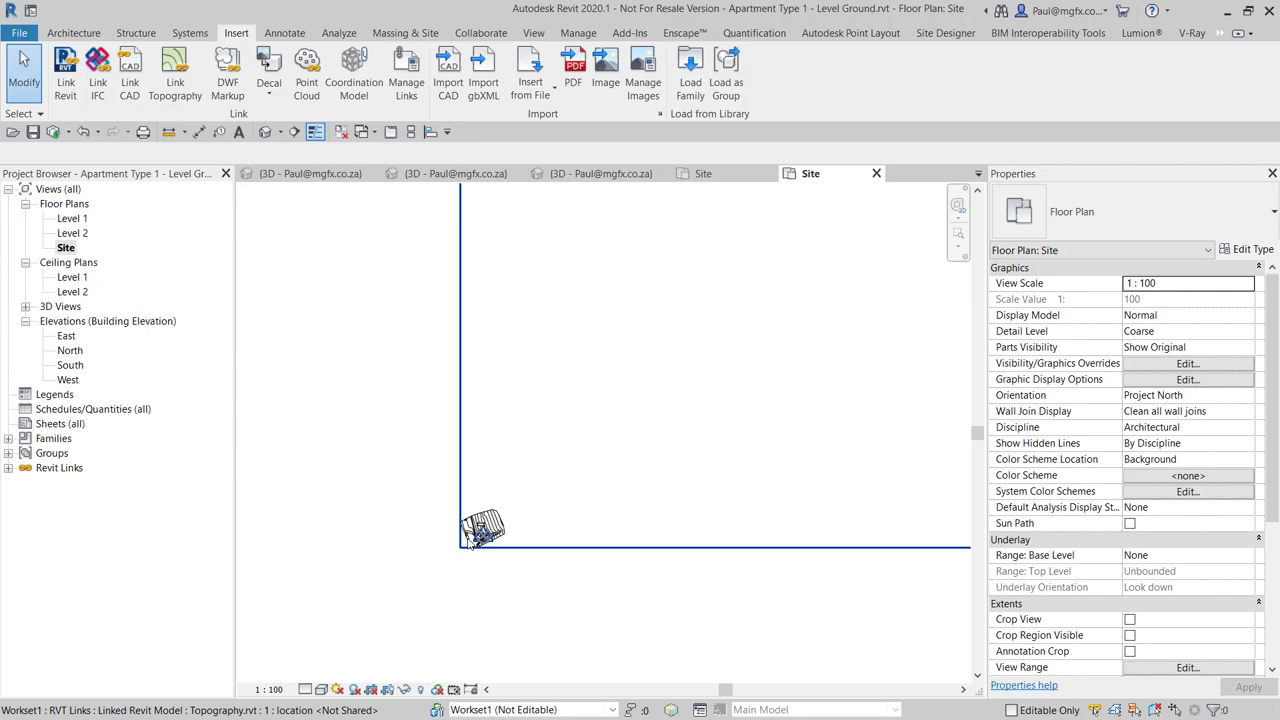 Autodesk Revit 2020.1 - Not For Resale Version - Apartment Type 1 - Level Ground.rvt - Floor Plan: Site
Paul@mgfx.co...
File Architecture Structure Systems Insert Annotate Analyze Massing & Site Collaborate View Manage Add-Ins Enscape™ Quantification Autodesk Point Layout Site Designer BIM Interoperability Tools Lumion® V-Ray
Modify
Link Revit
Link IFC
Link CAD
Link Topography
DWF Markup
Decal
Point Cloud
Coordination Model
Manage Links
Import CAD
Import gbXML
Insert from File
PDF
Image
Manage Images
Load Family
Load as Group
Select
Link
Import
Load from Library
Project Browser - Apartment Type 1 - Level Gr...
{3D - Paul@mgfx.co.za}
{3D - Paul@mgfx.co.za}
{3D - Paul@mgfx.co.za}
Site
Site
Properties
Views (all)
Floor Plans
Level 1
Level 2
Site
Ceiling Plans
Level 1
Level 2
3D Views
Elevations (Building Elevation)
East
North
South
West
Legends
Schedules/Quantities (all)
Sheets (all)
Families
Groups
Revit Links
Floor Plan
Floor Plan: Site
Edit Type
Graphics
View Scale 1 : 100
Scale Value 1: 100
Display Model Normal
Detail Level Coarse
Parts Visibility Show Original
Visibility/Graphics Overrides Edit...
Graphic Display Options Edit...
Orientation Project North
Wall Join Display Clean all wall joins
Discipline Architectural
Show Hidden Lines By Discipline
Color Scheme Location Background
Color Scheme <none>
System Color Schemes Edit...
Default Analysis Display St... None
Sun Path
Underlay
Range: Base Level None
Range: Top Level Unbounded
Underlay Orientation Look down
Extents
Crop View
Crop Region Visible
Annotation Crop
View Range Edit...
Properties help
Apply
1 : 100
Workset1 : RVT Links : Linked Revit Model : Topography.rvt : 1 : location <Not Shared>
Workset1 (Not Editable)
:0
Main Model
Editable Only
:0